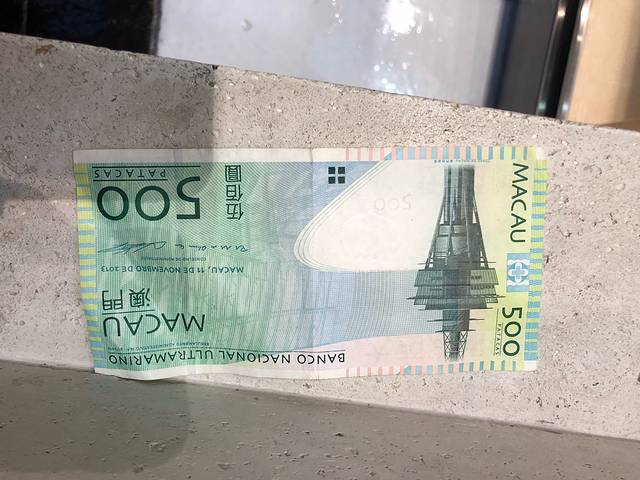 BANCO NACIONAL ULTRAMARINO
MACAU
澳門
MACAU, 11 DE NOVEMBRO DE 2013
500
PATACAS
伍佰圓
500
MACAU
500
PATACAS